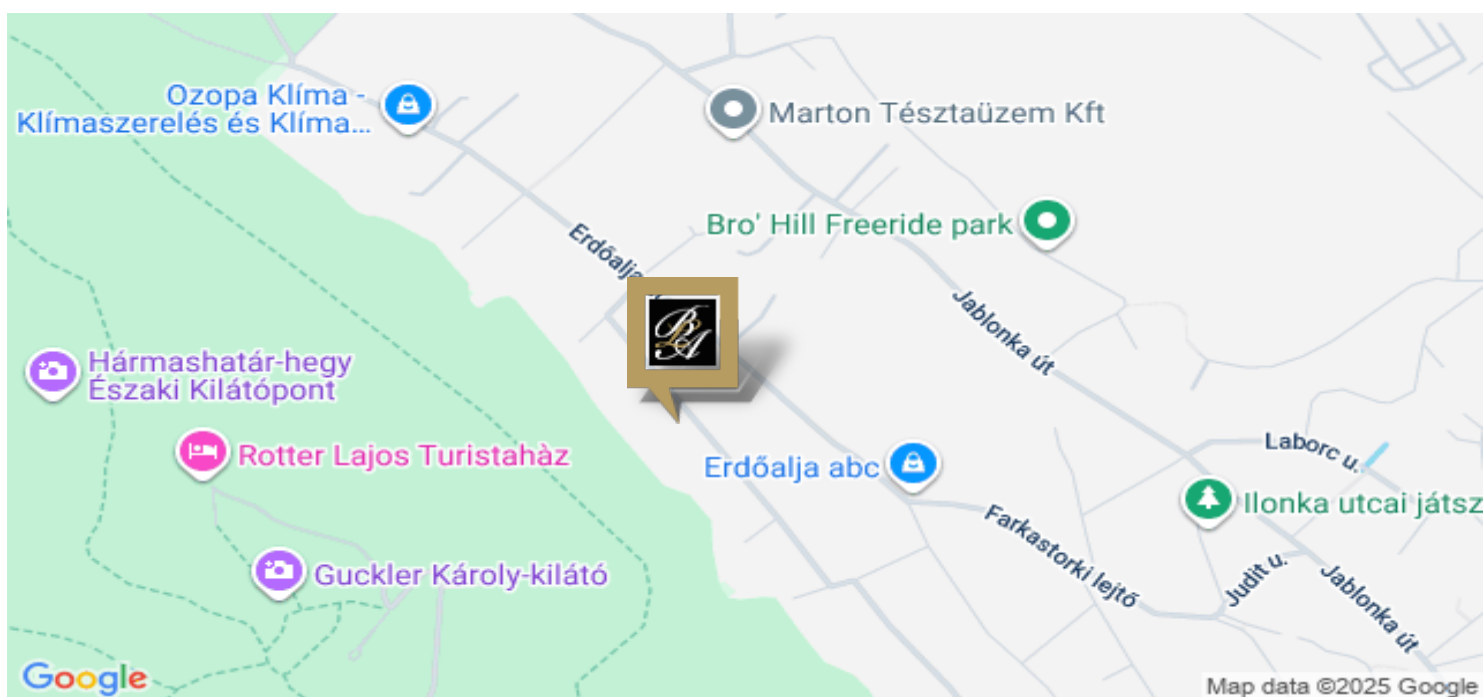 Ozopa Klíma -
Klímaszerelés és Klíma...
Marton Tésztaüzem Kft
Bro' Hill Freeride park
Erdőalja
Jablonka út
Hármashatár-hegy
Északi Kilátópont
Rotter Lajos Turistahàz
Erdőalja abc
Laborc u.
Ilonka utcai játsz
Farkastorki lejtő
Judit u.
Jablonka út
Guckler Károly-kilátó
Google
Map data ©2025 Google